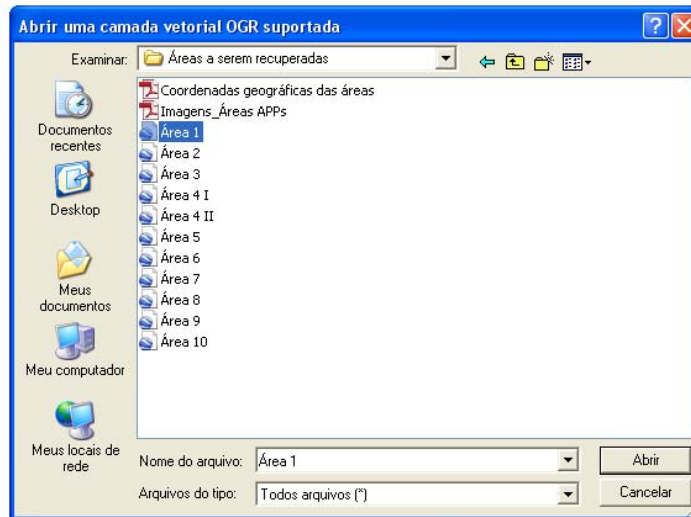 Abrir uma camada vetorial OGR suportada
Examinar: Áreas a serem recuperadas
Documentos
recentes
Desktop
Meus
documentos
Meu computador
Meus locais de
rede
Coordenadas geográficas das áreas
Imagens_Áreas APPs
Área 1
Área 2
Área 3
Área 4 I
Área 4 II
Área 5
Área 6
Área 7
Área 8
Área 9
Área 10
Nome do arquivo: Área 1 Abrir
Arquivos do tipo: Todos arquivos (*) Cancelar